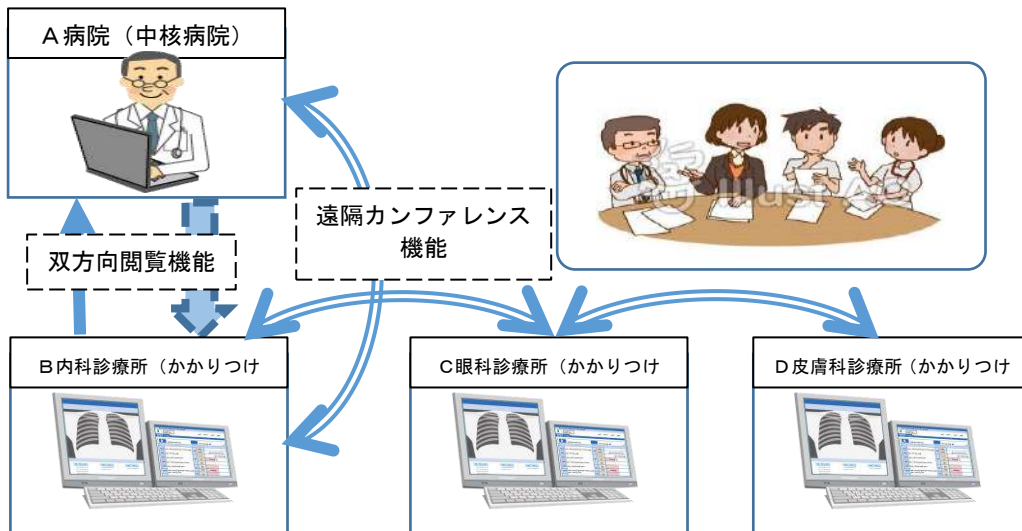 A病院（中核病院）
遠隔カンファレンス
機能
双方向閲覧機能
B内科診療所（かかりつけ
C眼科診療所（かかりつけ
D皮膚科診療所（かかりつけ